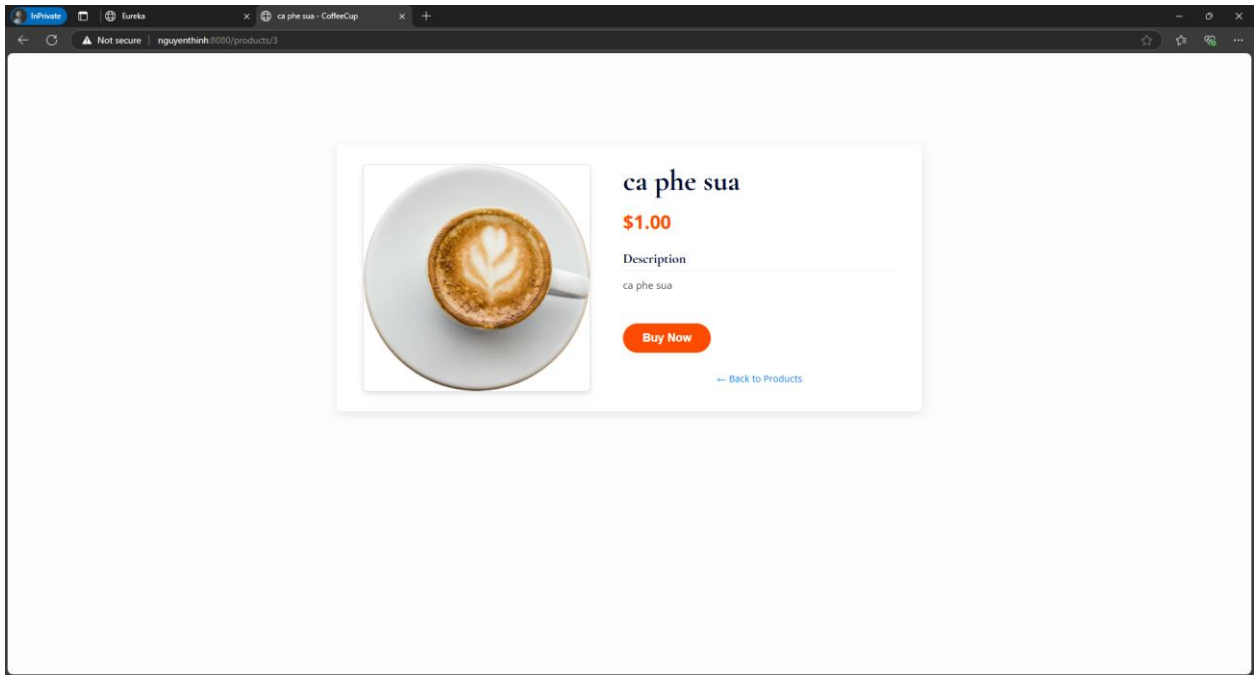 InPrivate
Eureka
ca phe sua - CoffeeCup
Not secure
nguyenthinh:8080/products/3
ca phe sua
$1.00
Description
ca phe sua
Buy Now
← Back to Products